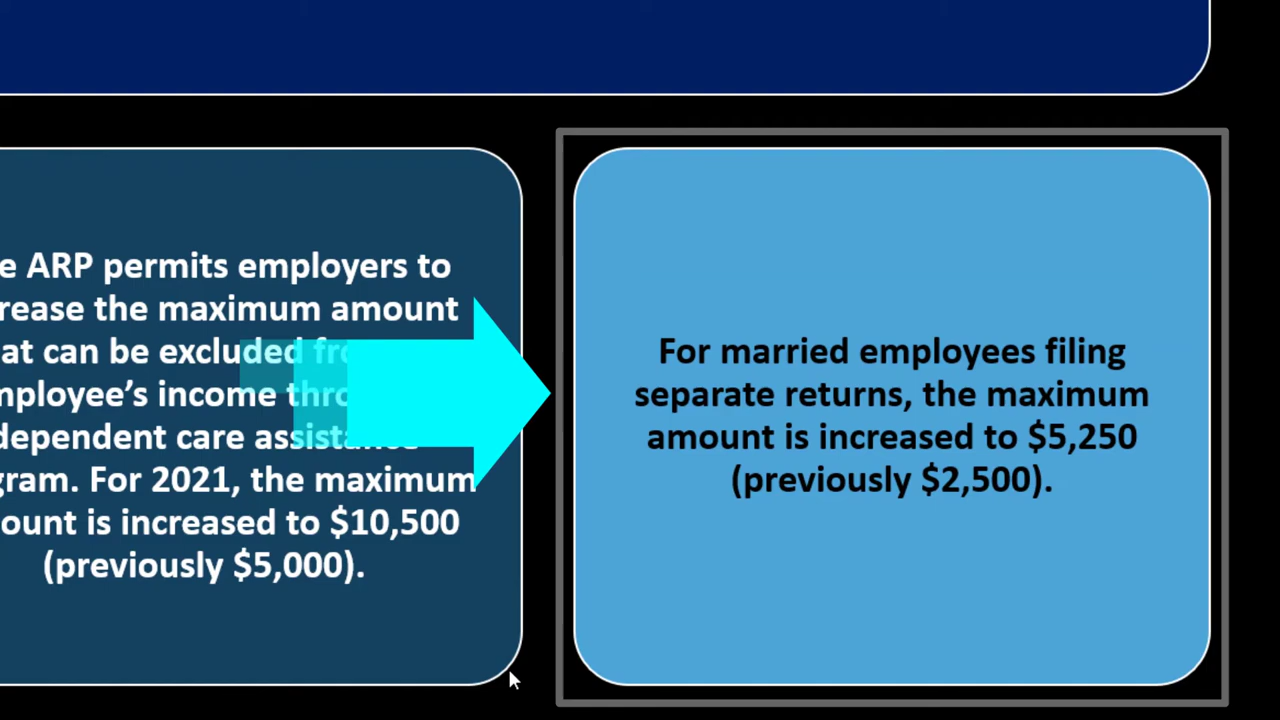 e ARP permits employers to
rease the maximum amount
at can be excluded
mployee's income
dependent care
gram. For 2021, the maximum
ount is increased to $10,500
(previously $5,000).
For married employees filing
separate returns, the maximum
amount is increased to $5,250
(previously $2,500).